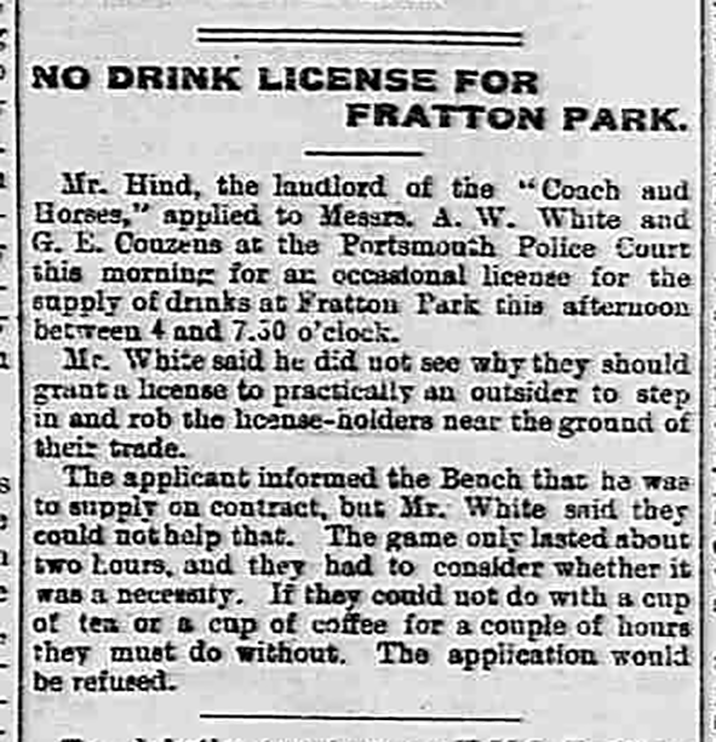 NO DRINK LICENSE FOR
FRATTON PARK.
Mr. Hind, the landlord of the "Coach and
Horses," applied to Messrs. A. W. White and
G. E. Couzens at the Portsmouth Police Court
this morning for an occasional license for the
supply of drinks at Fratton Park this afternoon
between 4 and 7.30 o'clock.
Mr. White said he did not see why they should
grant a license to practically an outsider to step
in and rob the license-holders near the ground of
their trade.
The applicant informed the Bench that he was
to supply on contract, but Mr. White said they
could not help that. The game only lasted about
two hours, and they had to consider whether it
was a necessity. If they could not do with a cup
of tea or a cup of coffee for a couple of hours
they must do without. The application would
be refused.